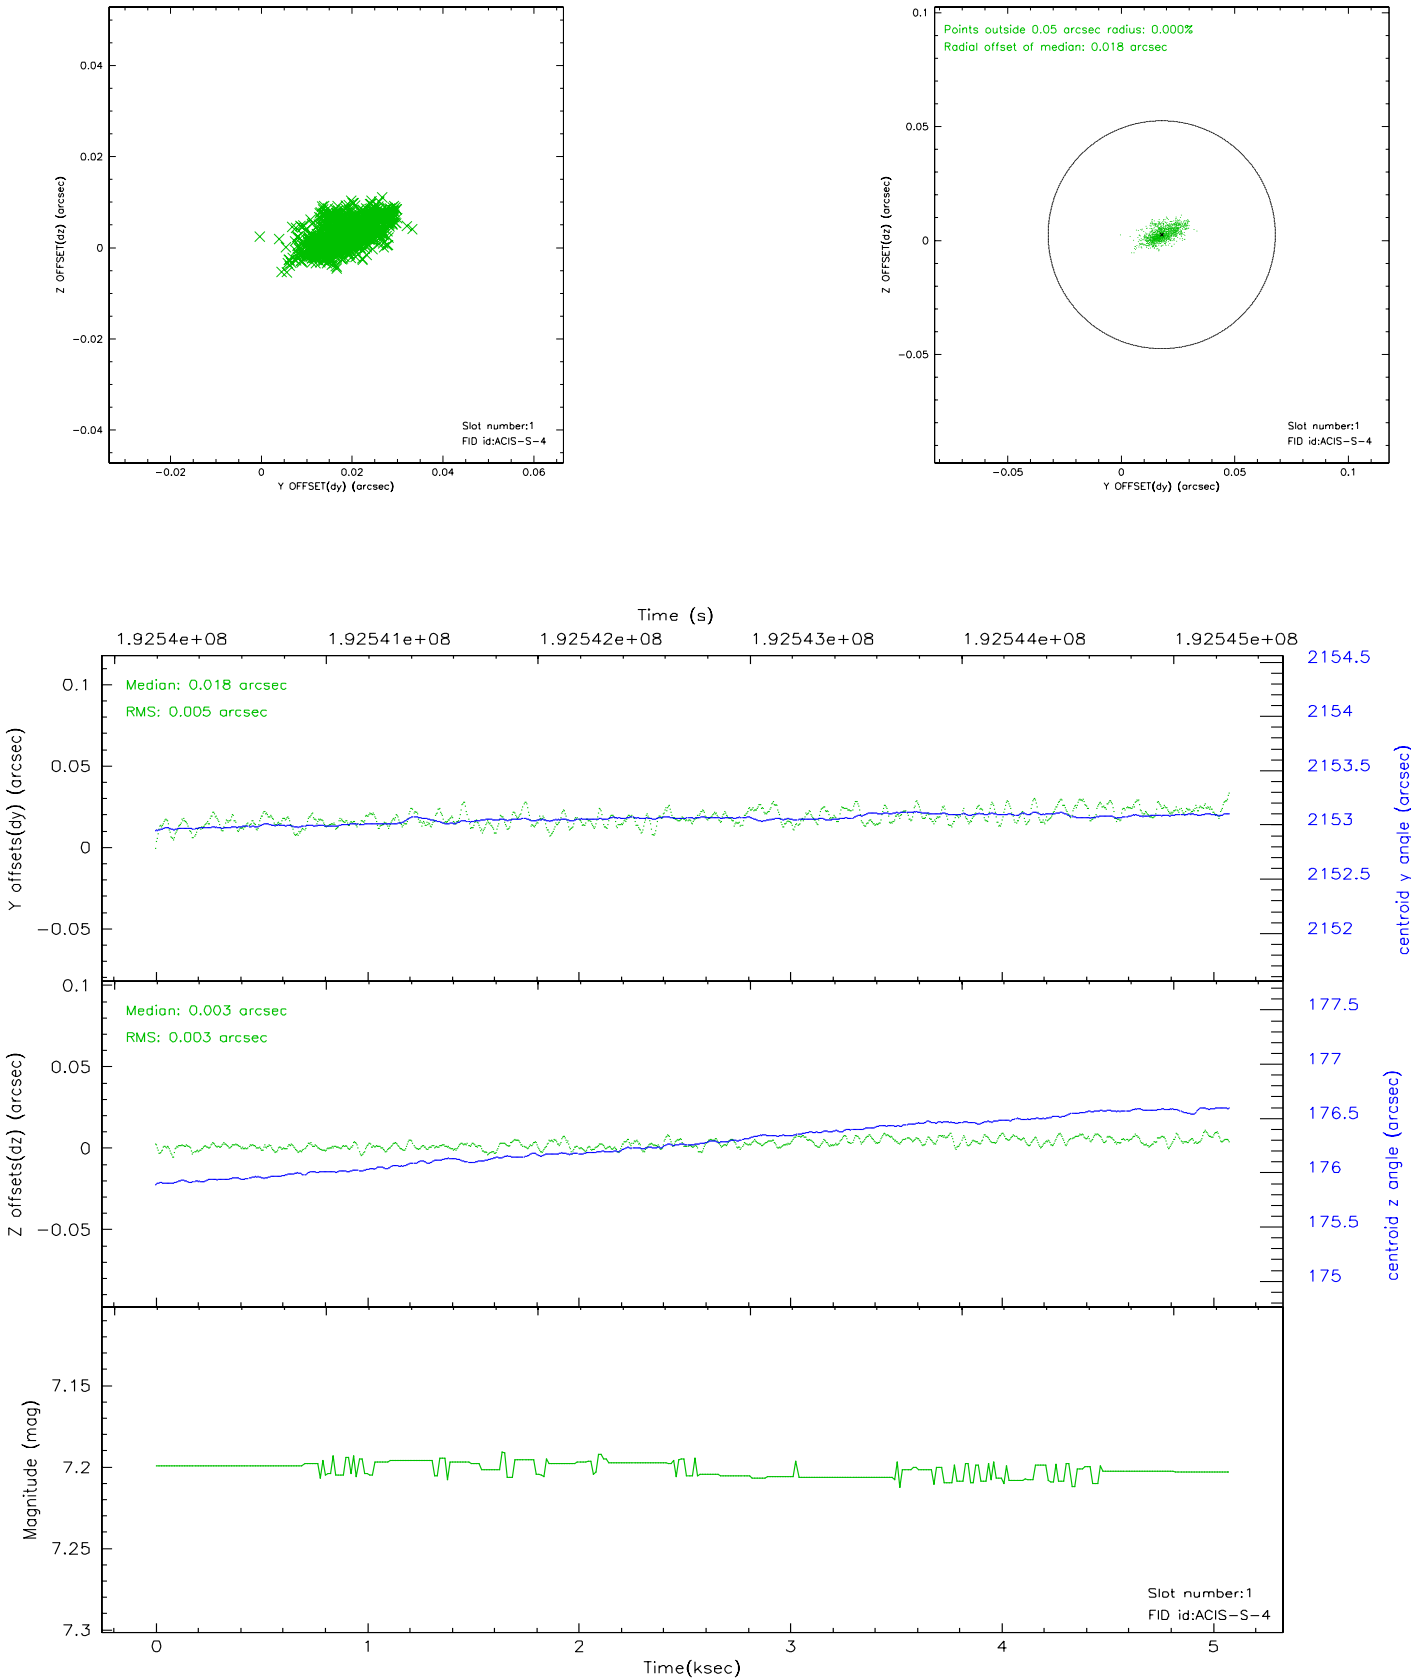 0.04
0.02
0
-0.02
-0.04
Z OFFSET(dz) (arcsec)
Slot number:1
FID id:ACIS-S-4
-0.02 0 0.02 0.04 0.06
Y OFFSET(dy) (arcsec)
0.1
0.05
0
-0.05
Z OFFSET(dz) (arcsec)
Points outside 0.05 arcsec radius: 0.000%
Radial offset of median: 0.018 arcsec
Slot number:1
FID id:ACIS-S-4
-0.05 0 0.05 0.1
Y OFFSET(dy) (arcsec)
Time (s)
1.9254e+08 1.92541e+08 1.92542e+08 1.92543e+08 1.92544e+08 1.92545e+08
0.1
0.05
0
-0.05
Y offsets(dy) (arcsec)
Median: 0.018 arcsec
RMS: 0.005 arcsec
2154.5
2154
2153.5
2153
2152.5
2152
centroid y angle (arcsec)
0.1
0.05
0
-0.05
Z offsets(dz) (arcsec)
Median: 0.003 arcsec
RMS: 0.003 arcsec
177.5
177
176.5
176
175.5
175
centroid z angle (arcsec)
7.15
7.2
7.25
7.3
Magnitude (mag)
Slot number:1
FID id:ACIS-S-4
0 1 2 3 4 5
Time(ksec)